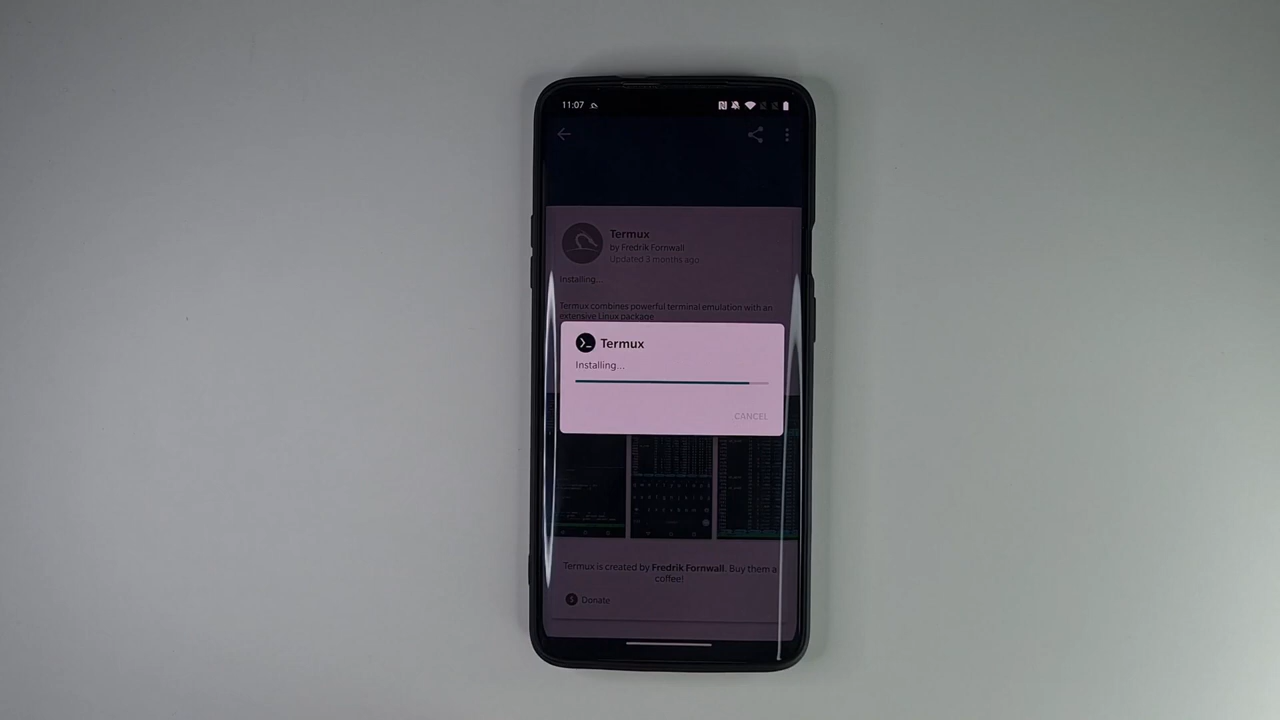 11:07
Termux
by Fredrik Fornwall
Updated 3 months ago
Installing...
Termux combines powerful terminal emulation with an
extensive Linux package
Termux
Installing...
CANCEL
Termux is created by Fredrik Fornwall. Buy them a
coffee!
Donate